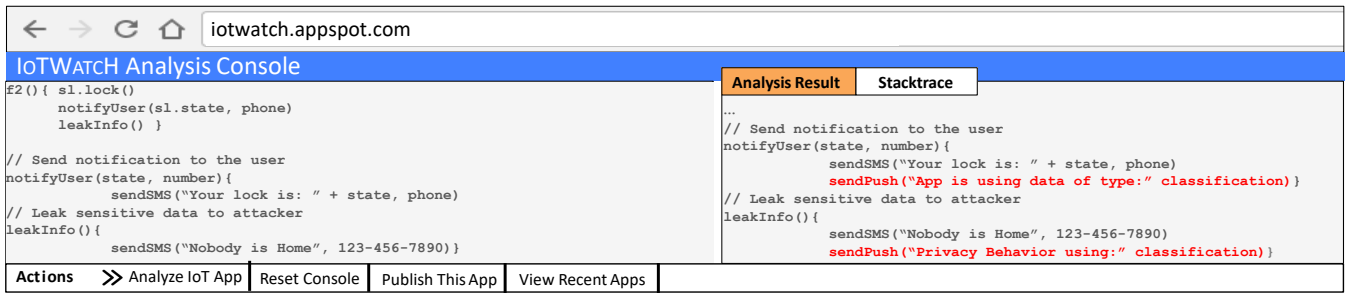 iotwatch.appspot.com
IOTWATCH Analysis Console
f2(){ sl.lock()
notifyUser(sl.state, phone)
leakInfo() }
// Send notification to the user
notifyUser(state, number){
sendSMS(“Your lock is: ” + state, phone)
// Leak sensitive data to attacker
leakInfo(){
sendSMS(“Nobody is Home”, 123-456-7890)}
Analysis Result Stacktrace
...
// Send notification to the user
notifyUser(state, number){
sendSMS(“Your lock is: ” + state, phone)
sendPush(“App is using data of type:” classification)}
// Leak sensitive data to attacker
leakInfo(){
sendSMS(“Nobody is Home”, 123-456-7890)
sendPush(“Privacy Behavior using:” classification)}
Actions >> Analyze IoT App Reset Console Publish This App View Recent Apps